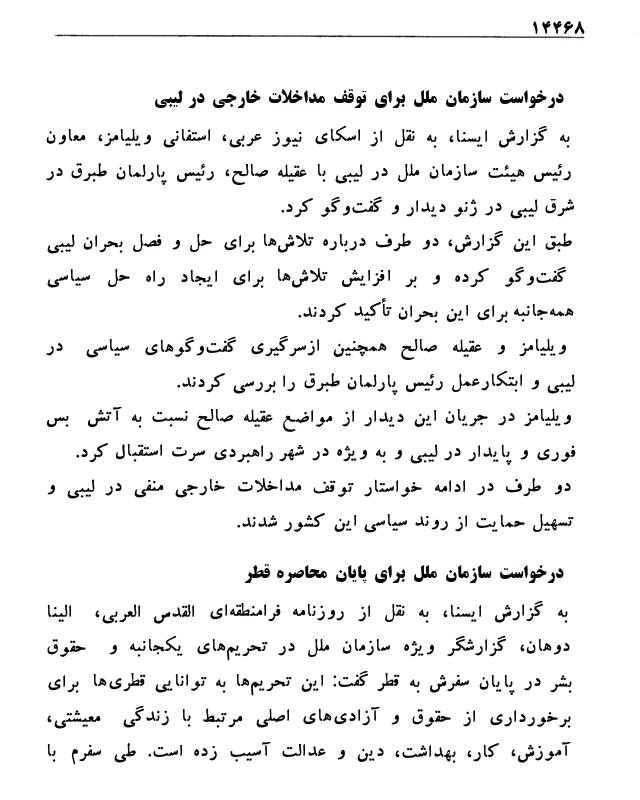 ۱۴۴۶۸
درخواست سازمان ملل برای توقف مداخلات خارجی در لیبی
به گزارش ایسنا، به نقل از اسکای نیوز عربی، استفانی ویلیامز، معاون
رئیس هیئت سازمان ملل در لیبی با عقیله صالح، رئیس پارلمان طبرق در
شرق لیبی در ژنو دیدار و گفت‌وگو کرد.
طبق این گزارش، دو طرف درباره تلاش‌ها برای حل و فصل بحران لیبی
گفت‌وگو کرده و بر افزایش تلاش‌ها برای ایجاد راه حل سیاسی
همه‌جانبه برای این بحران تأکید کردند.
ویلیامز و عقیله صالح همچنین ازسرگیری گفت‌وگوهای سیاسی در
لیبی و ابتکارعمل رئیس پارلمان طبرق را بررسی کردند.
ویلیامز در جریان این دیدار از مواضع عقیله صالح نسبت به آتش بس
فوری و پایدار در لیبی و به ویژه در شهر راهبردی سرت استقبال کرد.
دو طرف در ادامه خواستار توقف مداخلات خارجی منفی در لیبی و
تسهیل حمایت از روند سیاسی این کشور شدند.
درخواست سازمان ملل برای پایان محاصره قطر
به گزارش ایسنا، به نقل از روزنامه فرامنطقه‌ای القدس العربی، الینا
دوهان، گزارشگر ویژه سازمان ملل در تحریم‌های یکجانبه و حقوق
بشر در پایان سفرش به قطر گفت: این تحریم‌ها به توانایی قطری‌ها برای
برخورداری از حقوق و آزادی‌های اصلی مرتبط با زندگی معیشتی،
آموزش، کار، بهداشت، دین و عدالت آسیب زده است. طی سفرم با